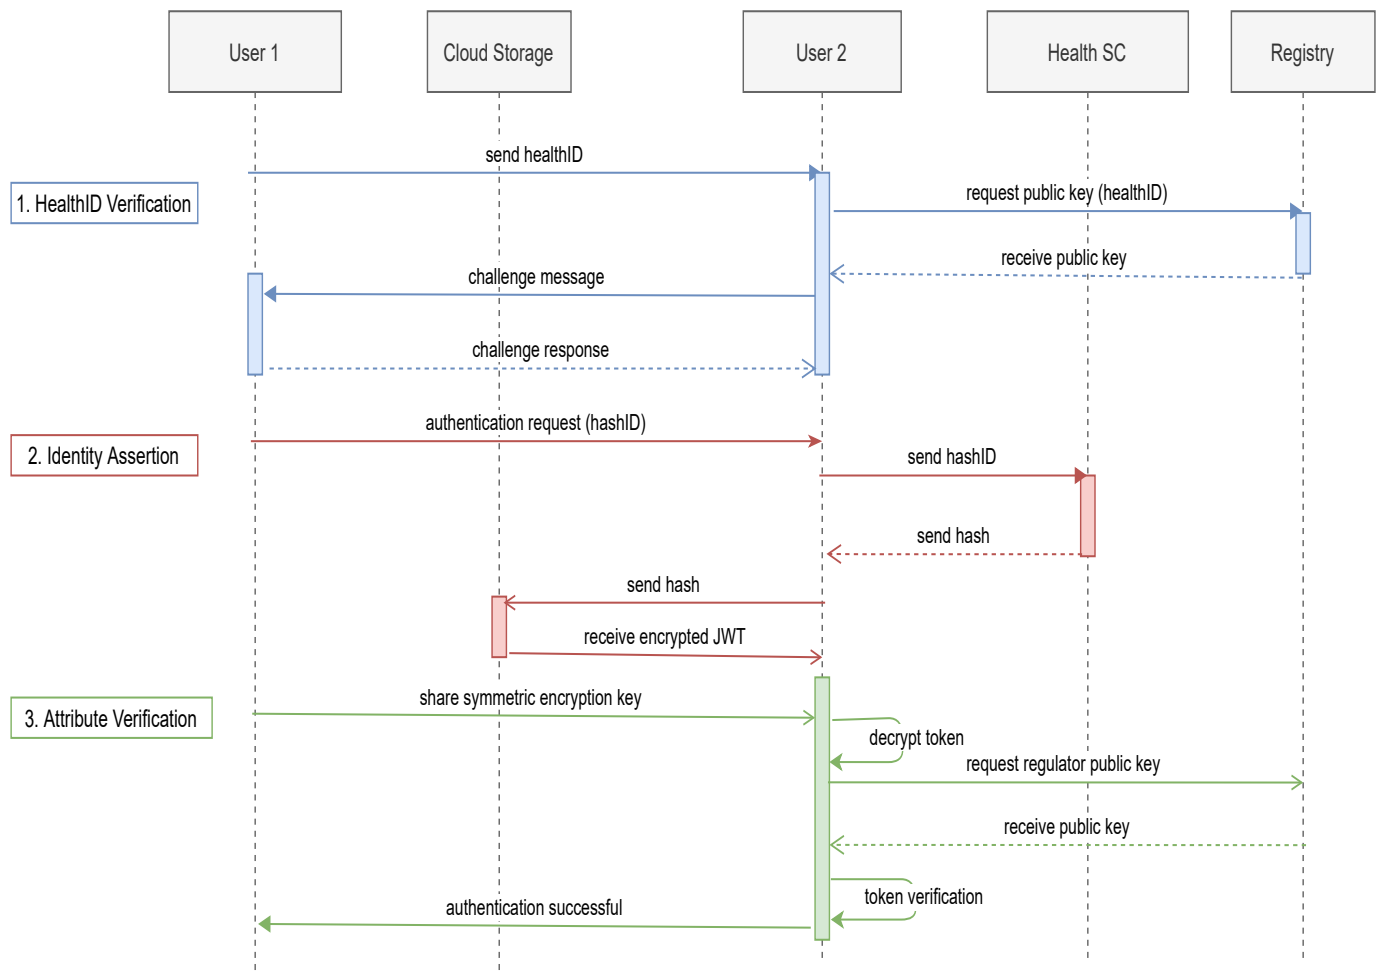 User 1
Cloud Storage
User 2
Health SC
Registry
send healthID
1. HealthID Verification
request public key (healthID)
receive public key
challenge message
challenge response
authentication request (hashID)
2. Identity Assertion
send hashID
send hash
send hash
receive encrypted JWT
share symmetric encryption key
3. Attribute Verification
decrypt token
request regulator public key
receive public key
token verification
authentication successful